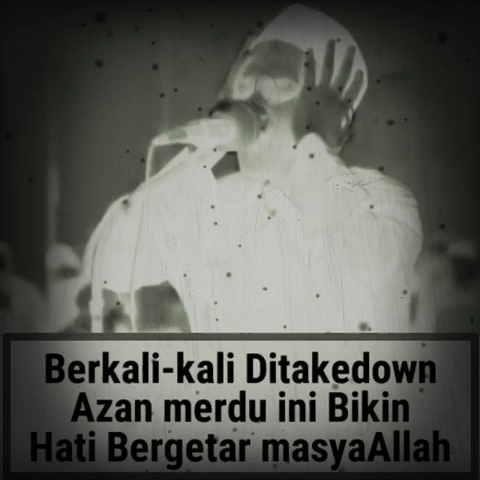 Berkali-kali Ditakedown
Azan merdu ini Bikin
Hati Bergetar masyaAllah